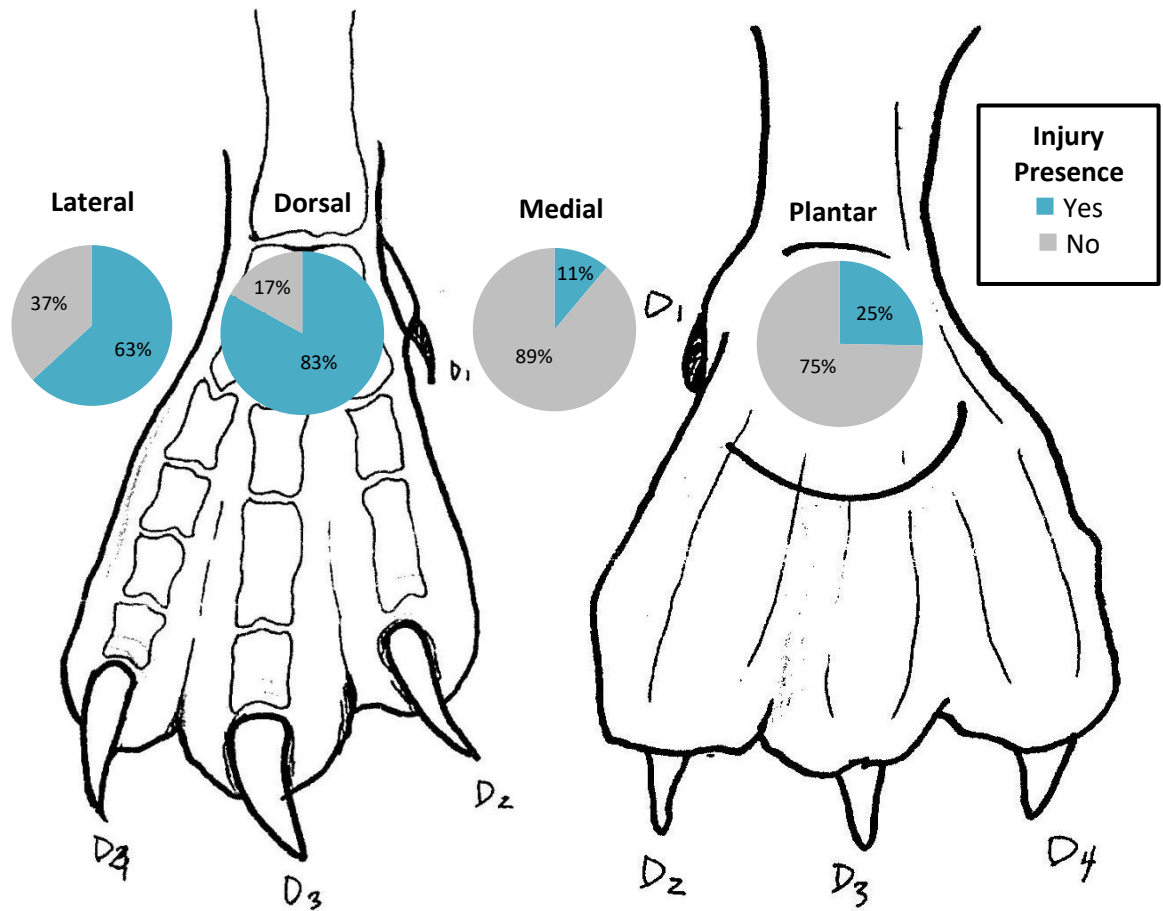 Injury
Presence
Yes
No
Lateral
Dorsal
Medial
Plantar
37%
63%
17%
83%
11%
89%
25%
75%
D1
D1
D2
D3
D2
D3
D4